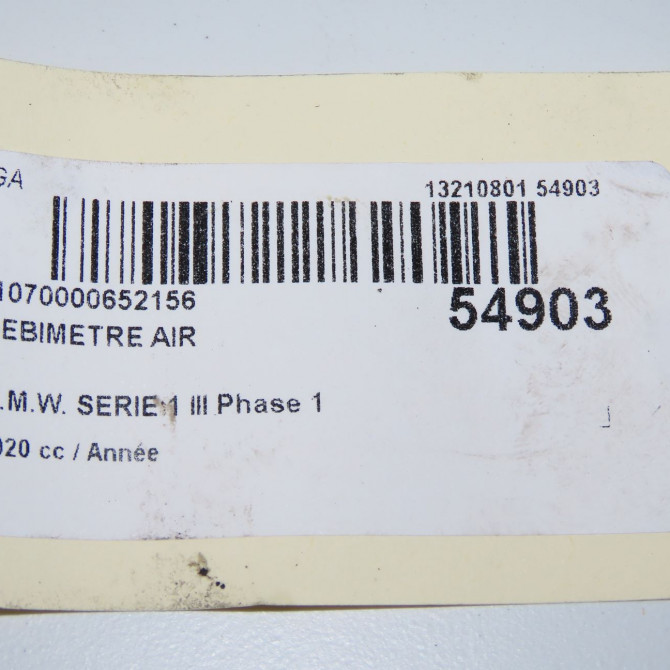 GA
13210801 54903
1070000652156
54903
EBIMETRE AIR
.M.W. SERIE 1 III Phase 1
020 cc / Année